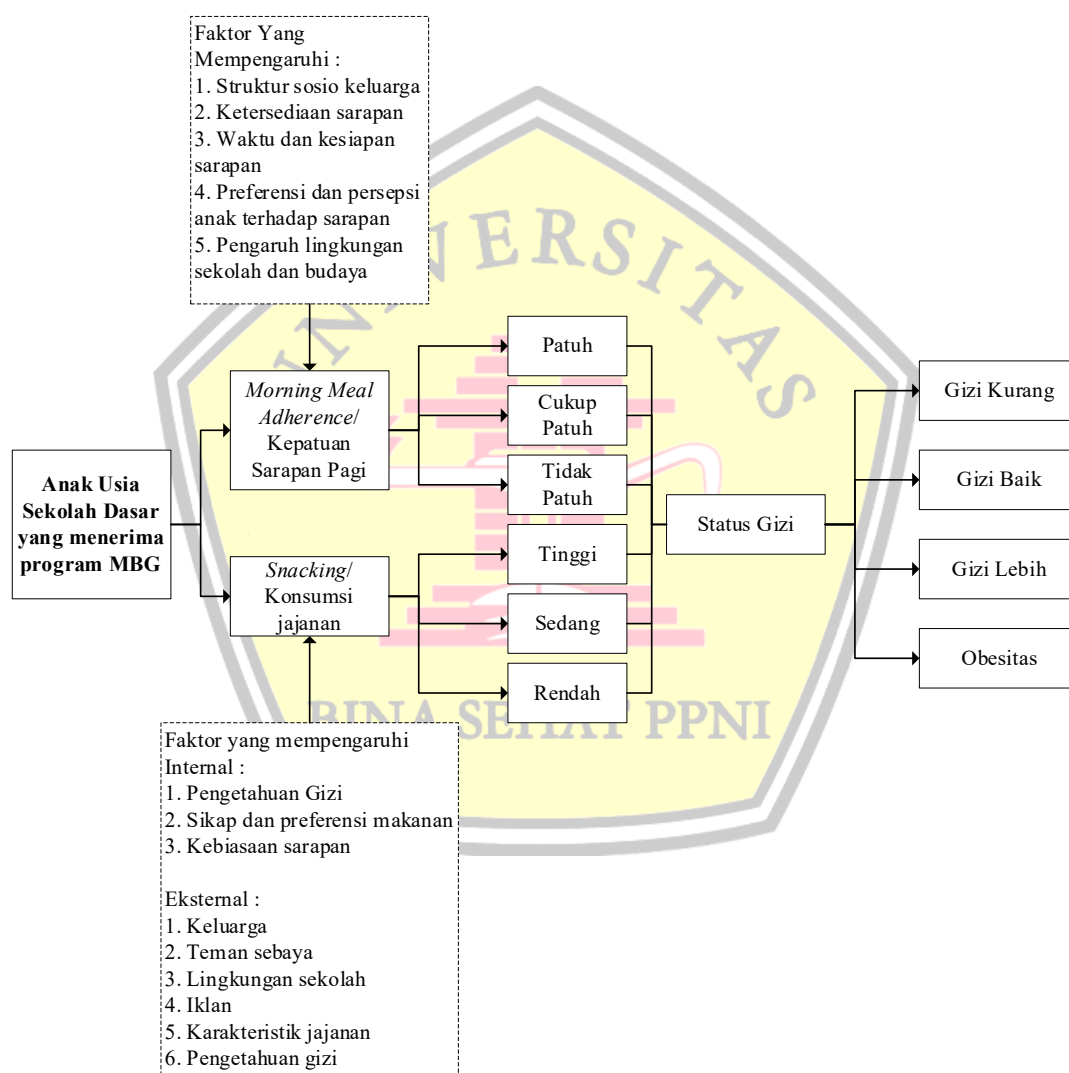 Faktor Yang
Mempengaruhi :
1. Struktur sosio keluarga
2. Ketersediaan sarapan
3. Waktu dan kesiapan
sarapan
4. Preferensi dan persepsi
anak terhadap sarapan
5. Pengaruh lingkungan
sekolah dan budaya
UNIVERSITAS
Anak Usia
Sekolah Dasar
yang menerima
program MBG
Morning Meal
Adherence/
Kepatuan
Sarapan Pagi
Snacking/
Konsumsi
jajanan
Patuh
Cukup
Patuh
Tidak
Patuh
Tinggi
Sedang
Rendah
Status Gizi
Gizi Kurang
Gizi Baik
Gizi Lebih
Obesitas
BINA SEHAT PPNI
Faktor yang mempengaruhi
Internal :
1. Pengetahuan Gizi
2. Sikap dan preferensi makanan
3. Kebiasaan sarapan
Eksternal :
1. Keluarga
2. Teman sebaya
3. Lingkungan sekolah
4. Iklan
5. Karakteristik jajanan
6. Pengetahuan gizi